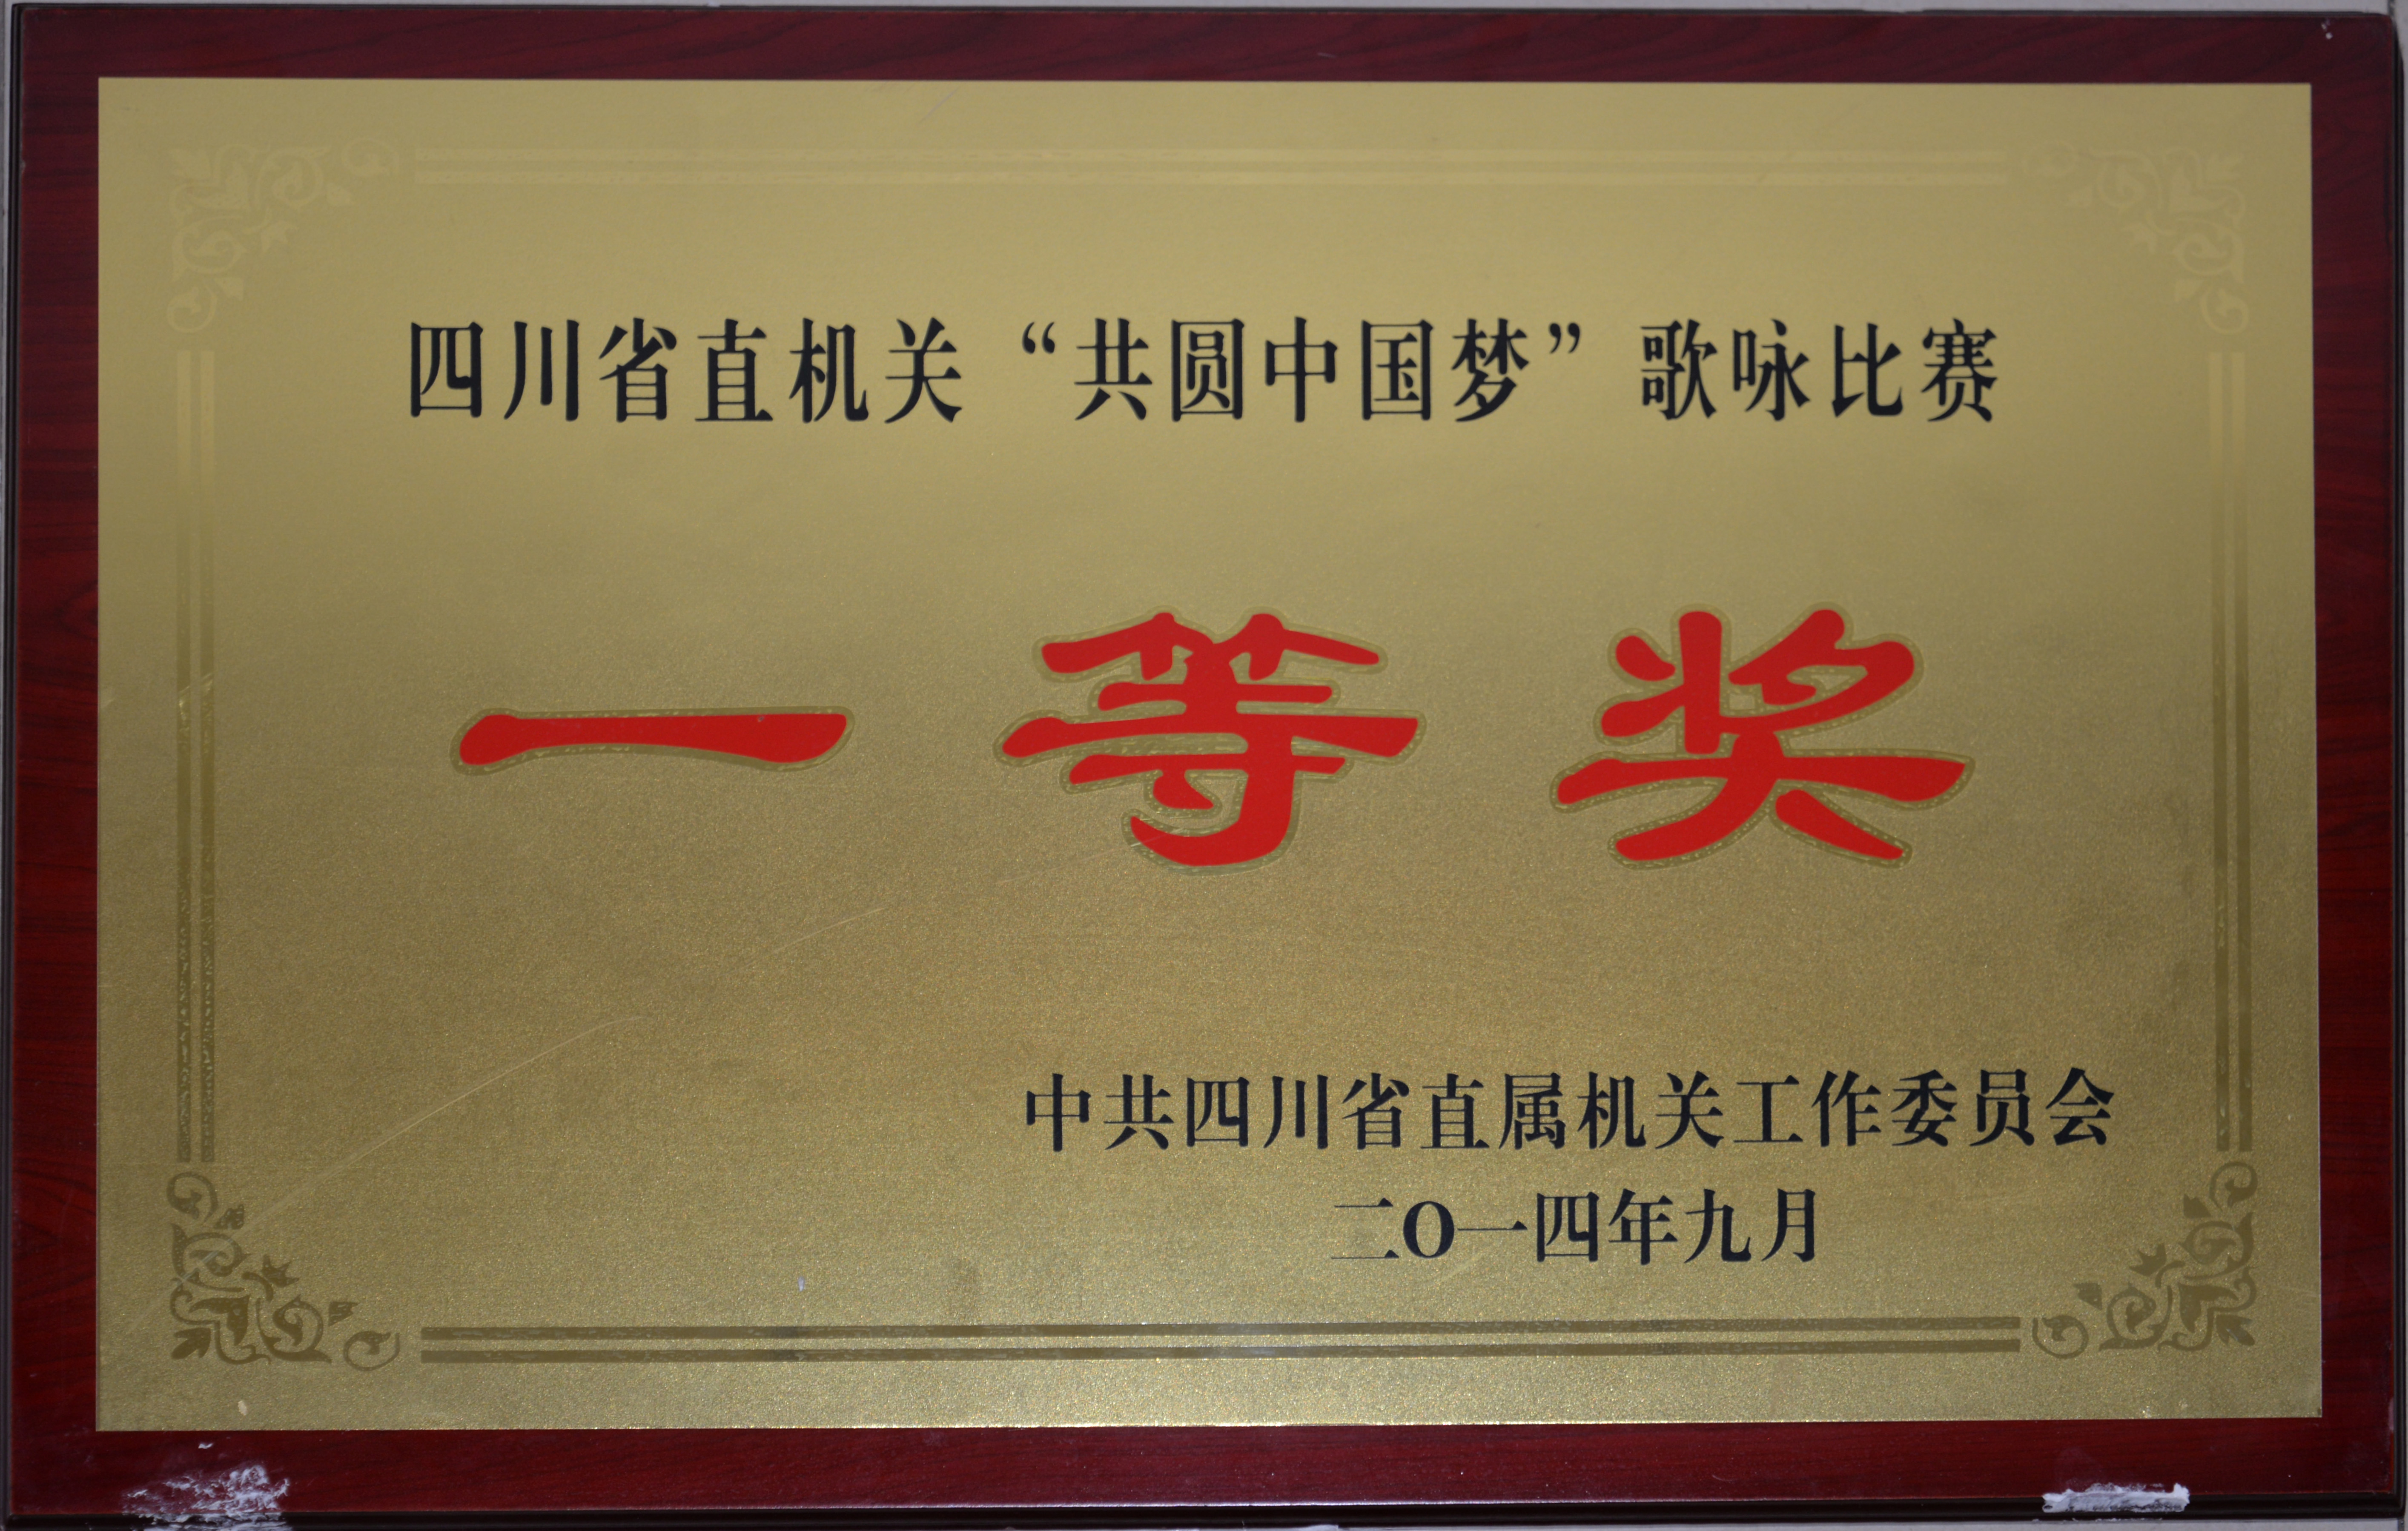 四川省直机关“共圆中国梦”歌咏比赛
一等奖
中共四川省直属机关工作委员会
二O一四年九月